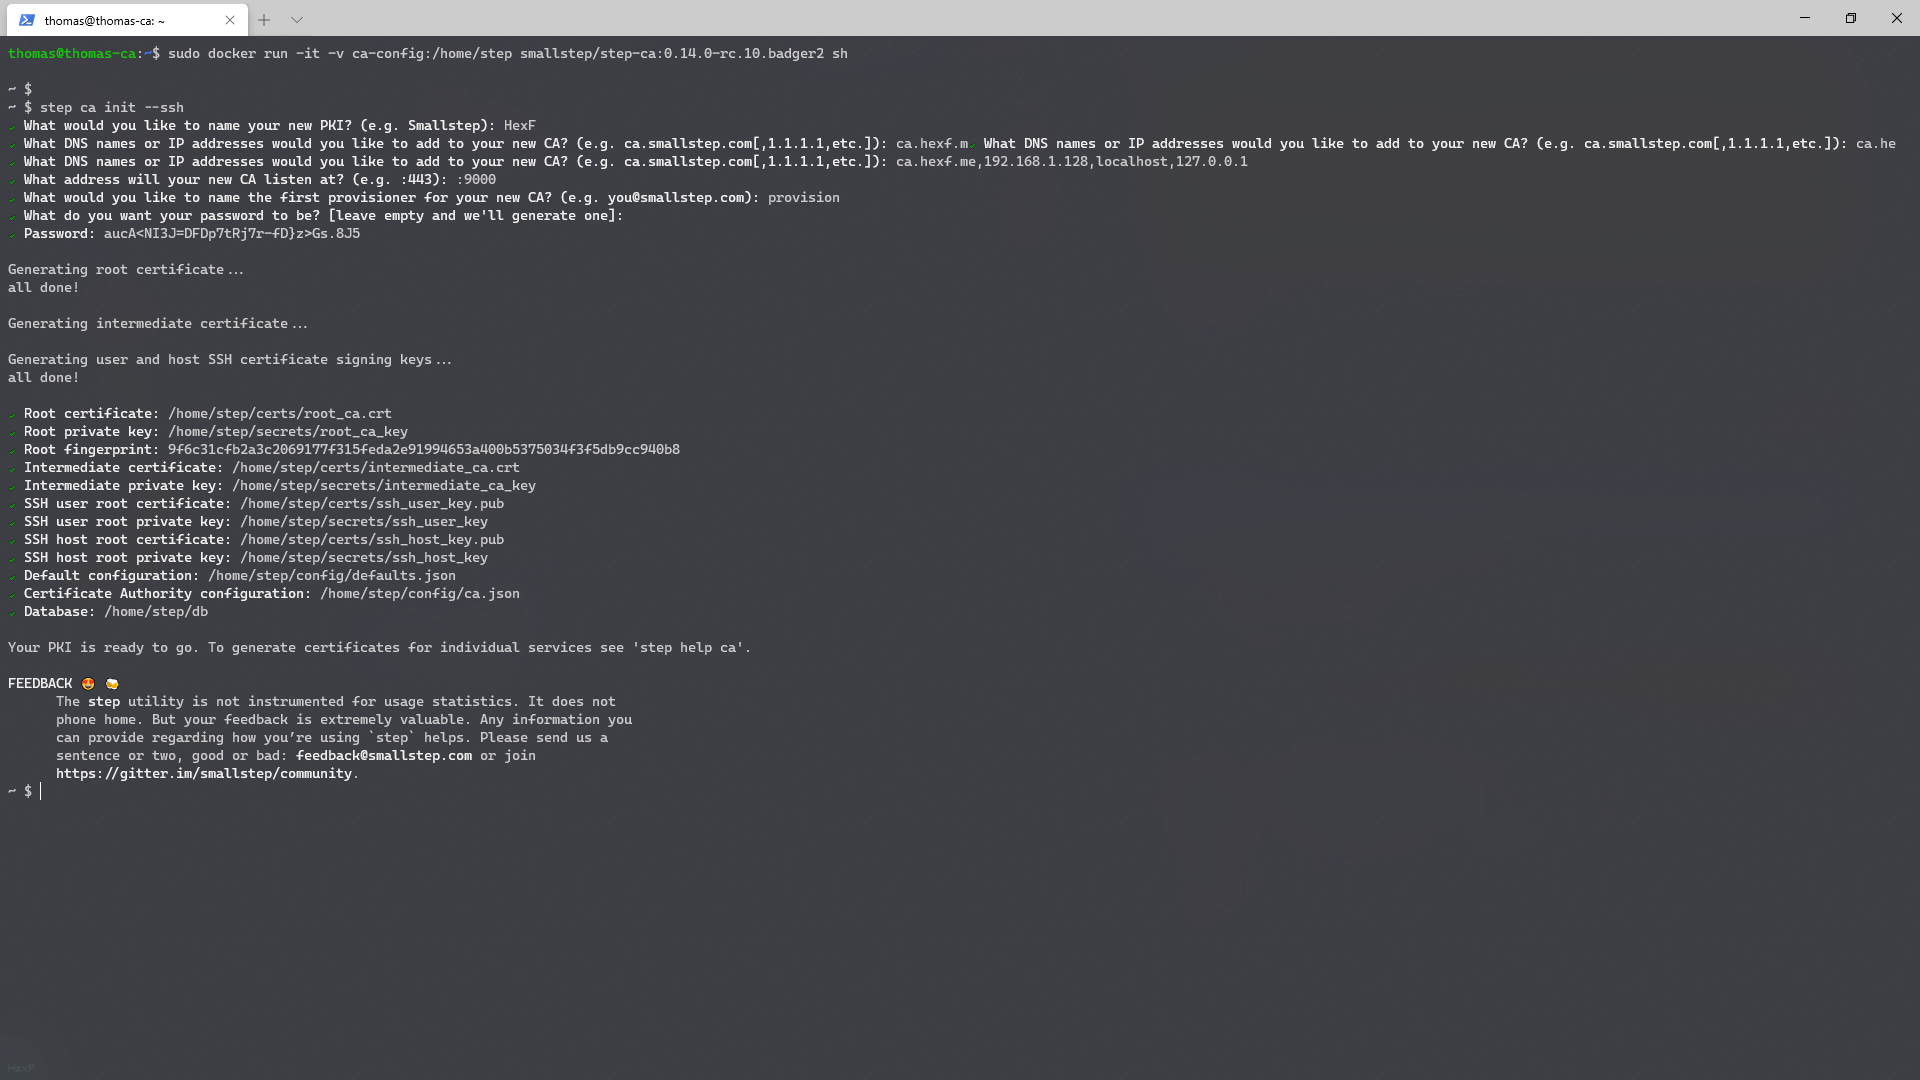 thomas@thomas-ca: ~
thomas@thomas-ca:~$ sudo docker run -it -v ca-config:/home/step smallstep/step-ca:0.14.0-rc.10.badger2 sh
~ $
~ $ step ca init --ssh
✔ What would you like to name your new PKI? (e.g. Smallstep): HexF
✔ What DNS names or IP addresses would you like to add to your new CA? (e.g. ca.smallstep.com[,1.1.1.1,etc.]): ca.hexf.m✔ What DNS names or IP addresses would you like to add to your new CA? (e.g. ca.smallstep.com[,1.1.1.1,etc.]): ca.he
✔ What DNS names or IP addresses would you like to add to your new CA? (e.g. ca.smallstep.com[,1.1.1.1,etc.]): ca.hexf.me,192.168.1.128,localhost,127.0.0.1
✔ What address will your new CA listen at? (e.g. :443): :9000
✔ What would you like to name the first provisioner for your new CA? (e.g. you@smallstep.com): provision
✔ What do you want your password to be? [leave empty and we'll generate one]:
✔ Password: aucA<NI3J=DFDp7tRj7r-fD}z>Gs.8J5
Generating root certificate...
all done!
Generating intermediate certificate...
Generating user and host SSH certificate signing keys...
all done!
✔ Root certificate: /home/step/certs/root_ca.crt
✔ Root private key: /home/step/secrets/root_ca_key
✔ Root fingerprint: 9f6c31cfb2a3c2069177f315feda2e91994653a400b5375034f3f5db9cc940b8
✔ Intermediate certificate: /home/step/certs/intermediate_ca.crt
✔ Intermediate private key: /home/step/secrets/intermediate_ca_key
✔ SSH user root certificate: /home/step/certs/ssh_user_key.pub
✔ SSH user root private key: /home/step/secrets/ssh_user_key
✔ SSH host root certificate: /home/step/certs/ssh_host_key.pub
✔ SSH host root private key: /home/step/secrets/ssh_host_key
✔ Default configuration: /home/step/config/defaults.json
✔ Certificate Authority configuration: /home/step/config/ca.json
✔ Database: /home/step/db
Your PKI is ready to go. To generate certificates for individual services see 'step help ca'.
FEEDBACK 😍 🍻
The step utility is not instrumented for usage statistics. It does not
phone home. But your feedback is extremely valuable. Any information you
can provide regarding how you’re using `step` helps. Please send us a
sentence or two, good or bad: feedback@smallstep.com or join
https://gitter.im/smallstep/community.
~ $
HexF